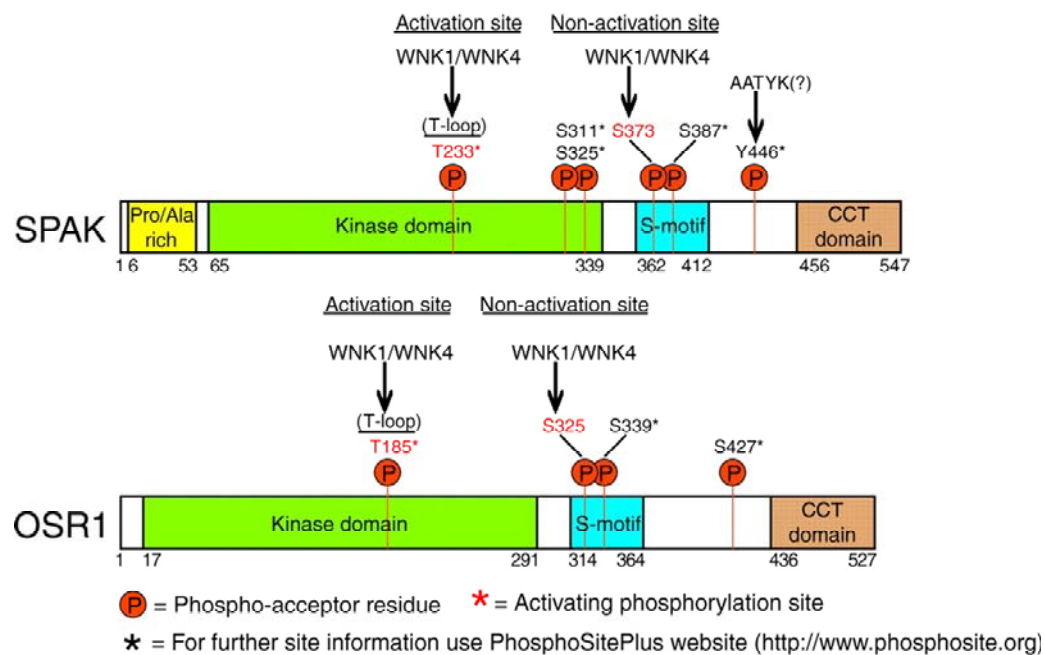 Activation site
Non-activation site
WNK1/WNK4
WNK1/WNK4
AATYK(?)
(T-loop)
S311*
S373
S387*
T233*
S325*
Y446*
P
P
P
P
P
P
SPAK
Pro/Ala
rich
Kinase domain
S-motif
CCT
domain
1 6
53
65
339
362
412
456
547
Activation site
Non-activation site
WNK1/WNK4
WNK1/WNK4
(T-loop)
S325
S339*
T185*
S427*
P
P
P
P
OSR1
Kinase domain
S-motif
CCT
domain
1
17
291
314
364
436
527
P = Phospho-acceptor residue
* = Activating phosphorylation site
* = For further site information use PhosphoSitePlus website (http://www.phosphosite.org)